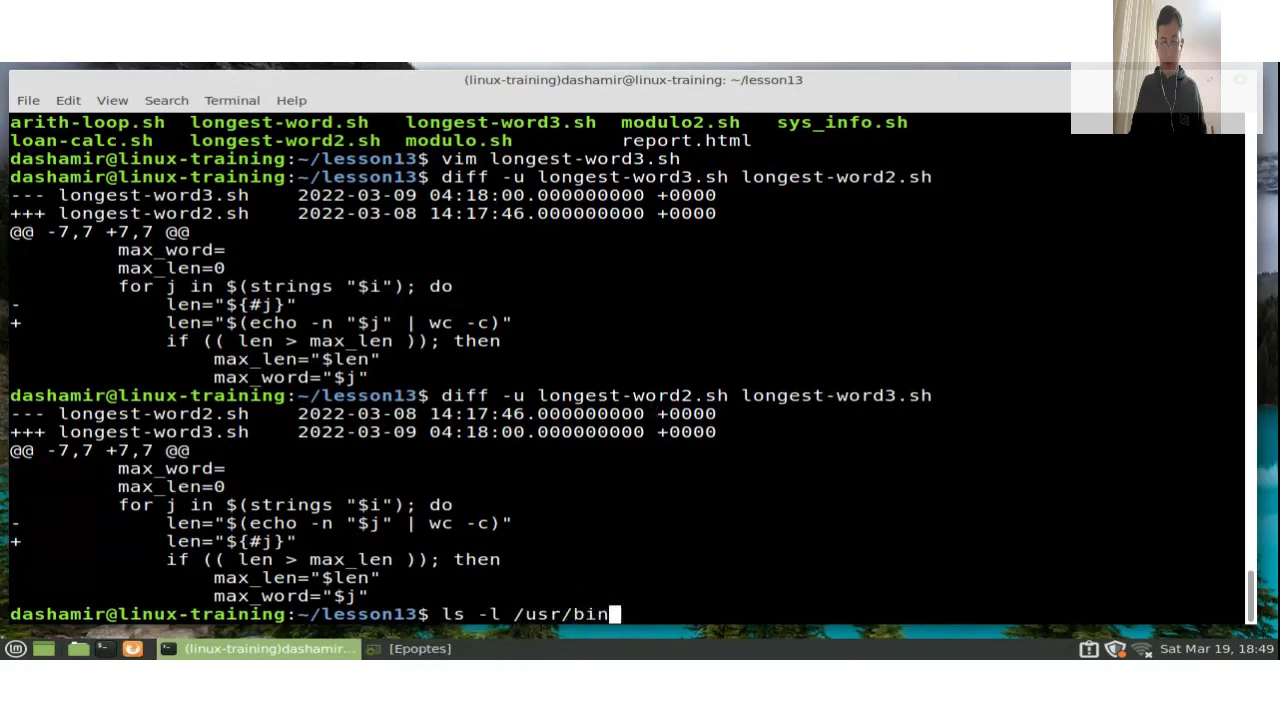 (linux-training)dashamir@linux-training: ~/lesson13
File Edit View Search Terminal Help
arith-loop.sh longest-word.sh longest-word3.sh modulo2.sh sys_info.sh
loan-calc.sh longest-word2.sh modulo.sh report.html
dashamir@linux-training:~/lesson13$ vim longest-word3.sh
dashamir@linux-training:~/lesson13$ diff -u longest-word3.sh longest-word2.sh
--- longest-word3.sh 2022-03-09 04:18:00.000000000 +0000
+++ longest-word2.sh 2022-03-08 14:17:46.000000000 +0000
@@ -7,7 +7,7 @@
max_word=
max_len=0
for j in $(strings "$i"); do
- len="${#j}"
+ len="$(echo -n "$j" | wc -c)"
if (( len > max_len )); then
max_len="$len"
max_word="$j"
dashamir@linux-training:~/lesson13$ diff -u longest-word2.sh longest-word3.sh
--- longest-word2.sh 2022-03-08 14:17:46.000000000 +0000
+++ longest-word3.sh 2022-03-09 04:18:00.000000000 +0000
@@ -7,7 +7,7 @@
max_word=
max_len=0
for j in $(strings "$i"); do
- len="$(echo -n "$j" | wc -c)"
+ len="${#j}"
if (( len > max_len )); then
max_len="$len"
max_word="$j"
dashamir@linux-training:~/lesson13$ ls -l /usr/bin
(linux-training)dashamir... [Epoptes] Sat Mar 19, 18:49